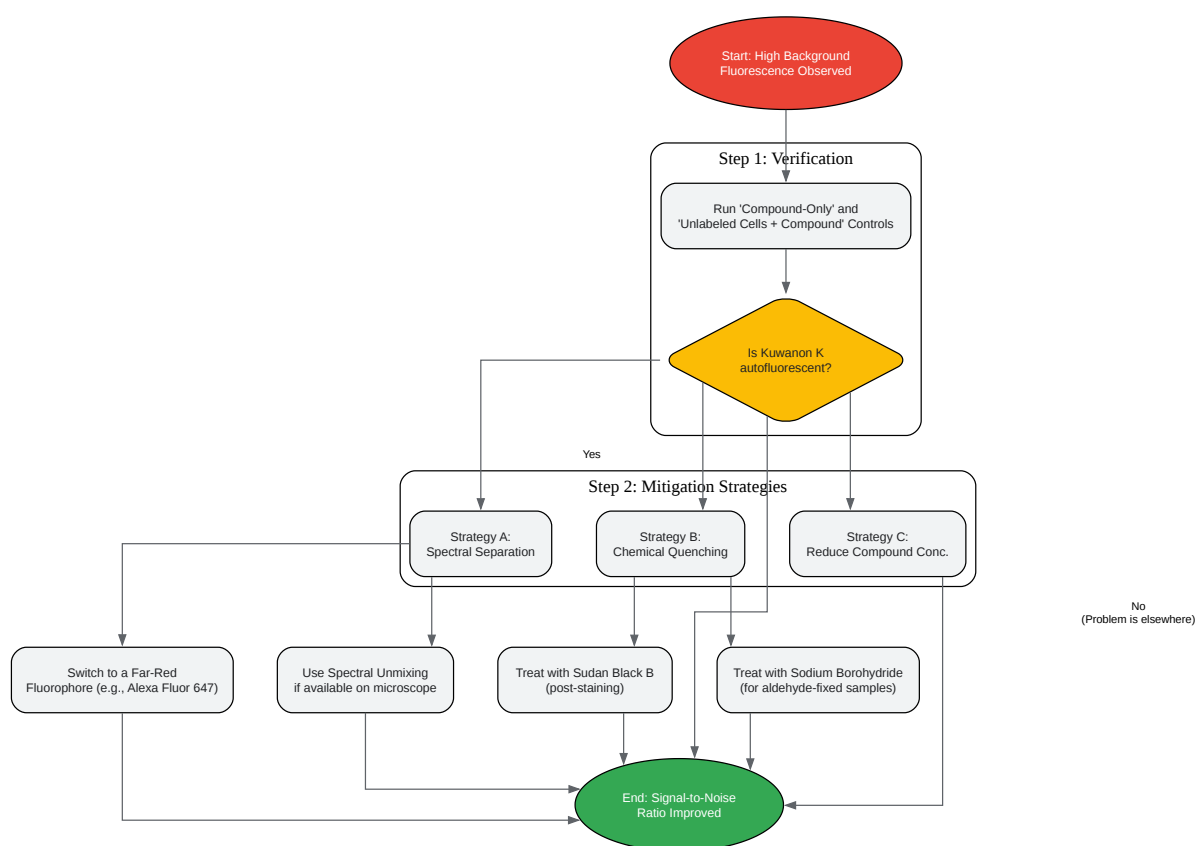 Start: High Background
Fluorescence Observed
Step 1: Verification
Run 'Compound-Only' and
'Unlabeled Cells + Compound' Controls
Is Kuwanon K
autofluorescent?
Yes
Step 2: Mitigation Strategies
Strategy A:
Spectral Separation
Strategy B:
Chemical Quenching
Strategy C:
Reduce Compound Conc.
No
(Problem is elsewhere)
Switch to a Far-Red
Fluorophore (e.g., Alexa Fluor 647)
Use Spectral Unmixing
if available on microscope
Treat with Sudan Black B
(post-staining)
Treat with Sodium Borohydride
(for aldehyde-fixed samples)
End: Signal-to-Noise
Ratio Improved